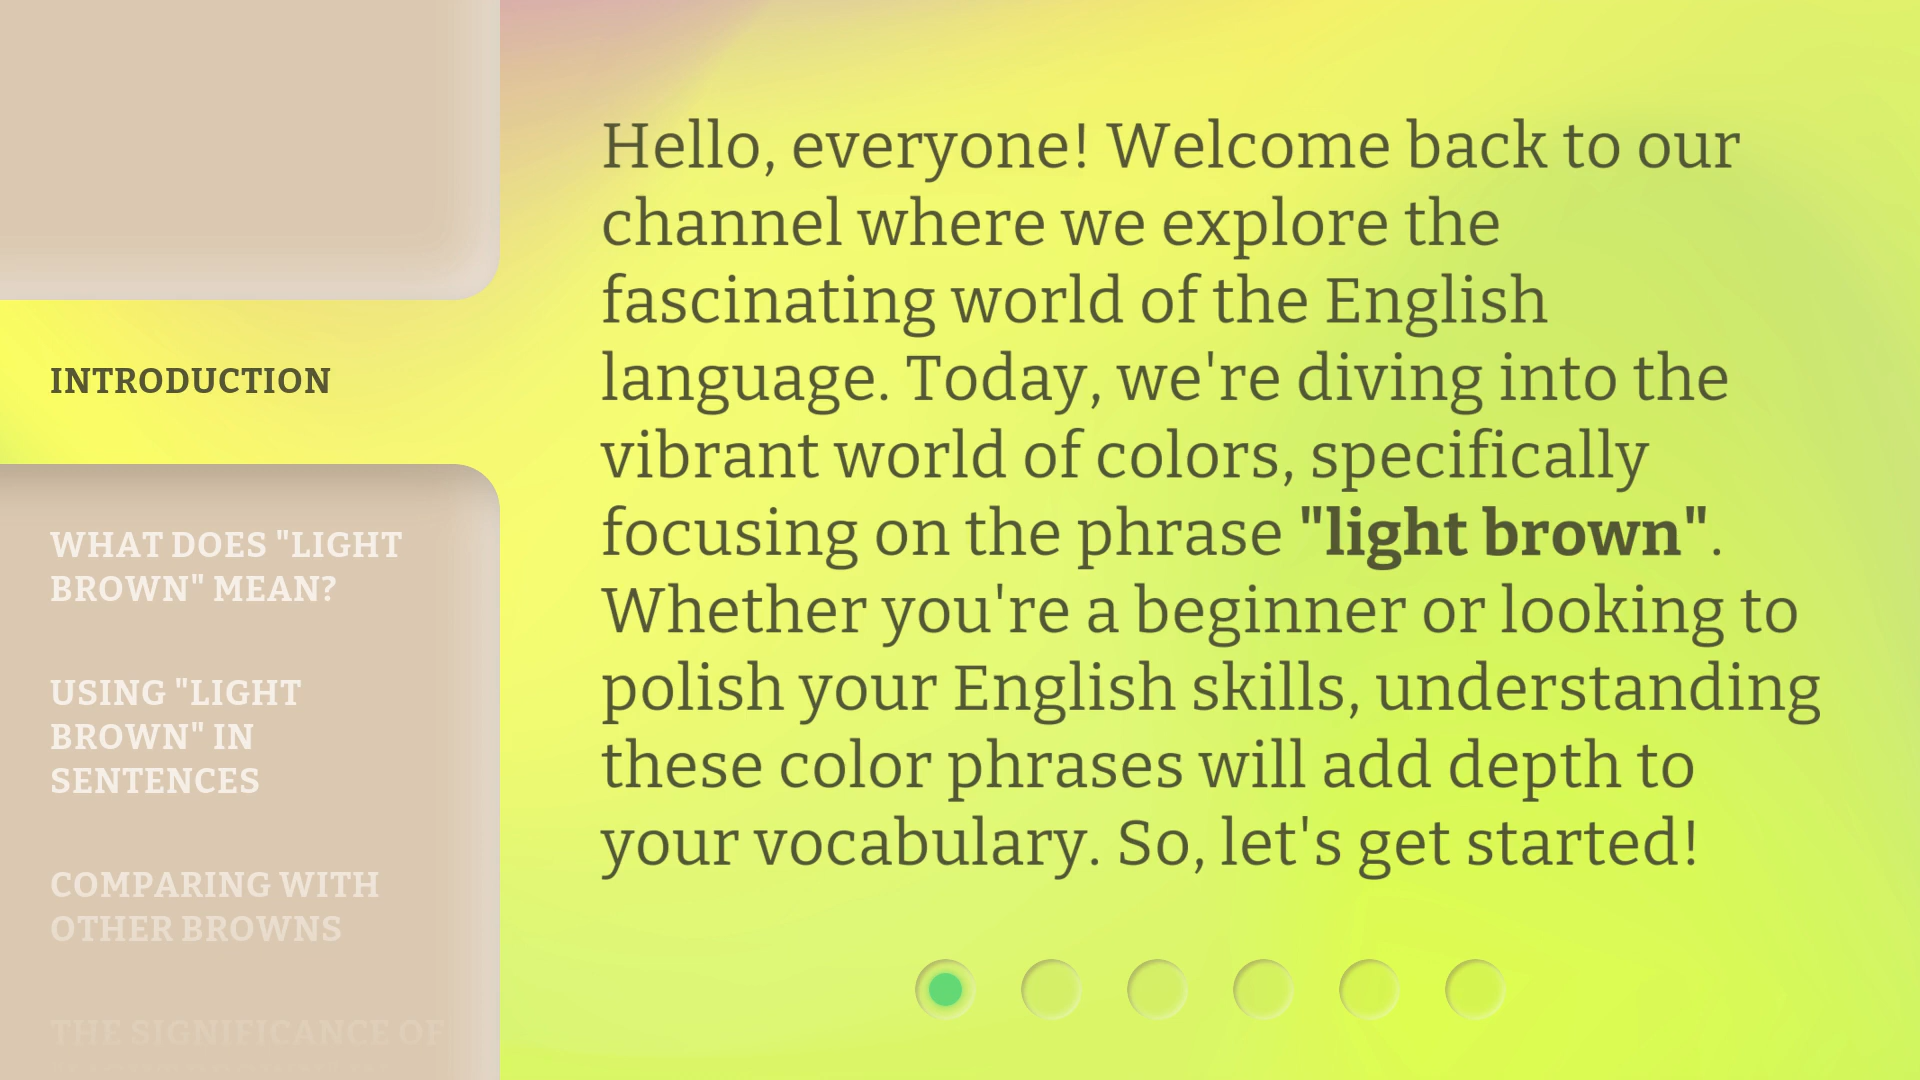 INTRODUCTION
WHAT DOES "LIGHT
BROWN" MEAN?
USING "LIGHT
BROWN" IN
SENTENCES
COMPARING WITH
OTHER BROWNS
THE SIGNIFICANCE OF
Hello, everyone! Welcome back to our
channel where we explore the
fascinating world of the English
language. Today, we're diving into the
vibrant world of colors, specifically
focusing on the phrase "light brown".
Whether you're a beginner or looking to
polish your English skills, understanding
these color phrases will add depth to
your vocabulary. So, let's get started!